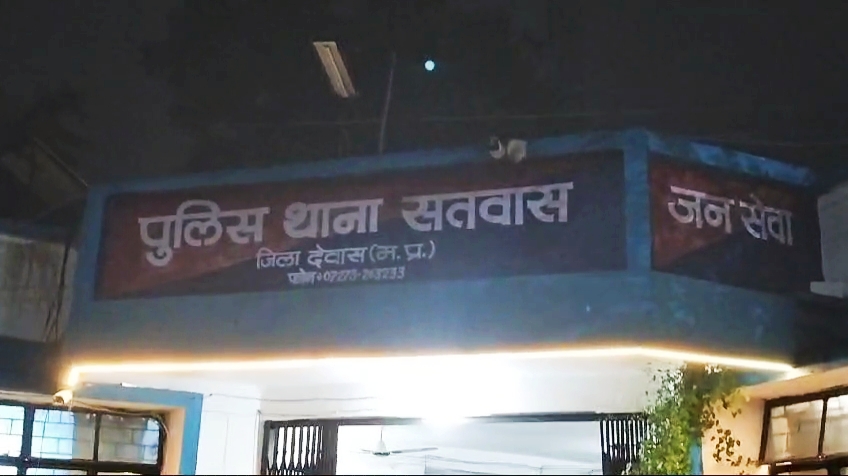 पुलिस थाना सतवास
जिला देवास (म.प्र.)
फोन
जन सेवा